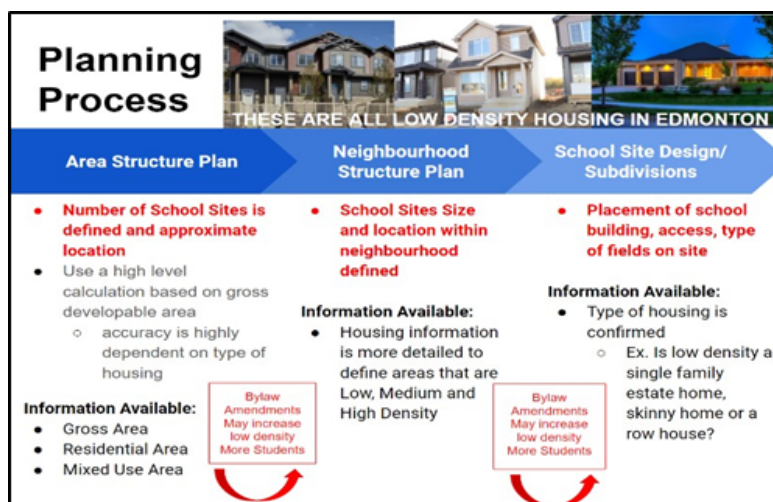 Planning
Process
THESE ARE ALL LOW DENSITY HOUSING IN EDMONTON
Area Structure Plan
Neighbourhood
Structure Plan
School Site Design/
Subdivisions
● Number of School Sites is
defined and approximate
location
● Use a high level
calculation based on gross
developable area
○ accuracy is highly
dependent on type of
housing
Information Available:
● Gross Area
● Residential Area
● Mixed Use Area
Bylaw
Amendments
May increase
low density
More Students
● School Sites Size
and location within
neighbourhood
defined
Information Available:
● Housing information
is more detailed to
define areas that are
Low, Medium and
High Density
Bylaw
Amendments
May increase
low density
More Students
● Placement of school
building, access, type
of fields on site
Information Available:
● Type of housing is
confirmed
○ Ex. Is low density a
single family
estate home,
skinny home or a
row house?